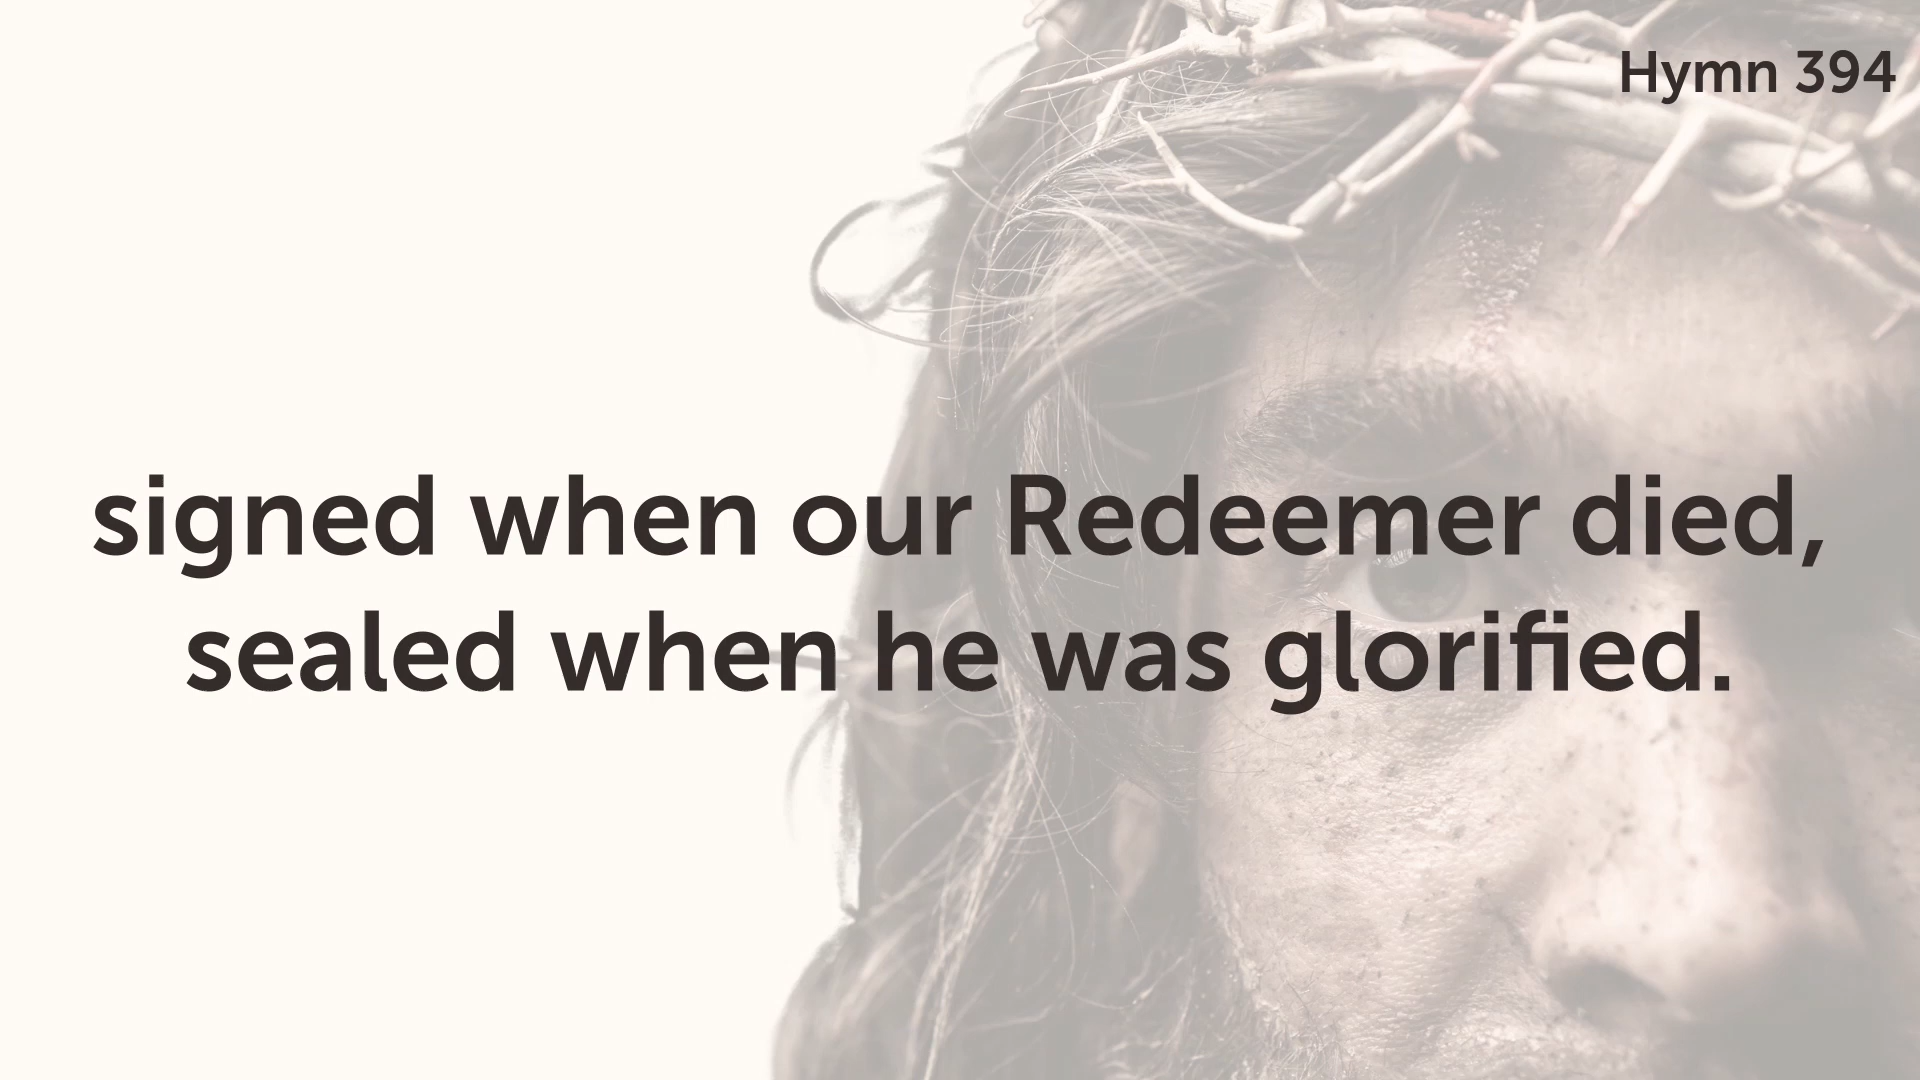 Hymn 394
signed when our Redeemer died,
sealed when he was glorified.